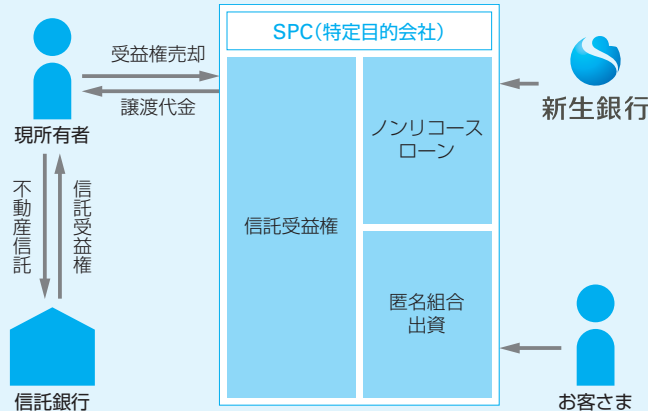 SPC(特定目的会社)
受益権売却
譲渡代金
現所有者
不動産信託
信託受益権
信託銀行
信託受益権
ノンリコース
ローン
匿名組合
出資
新生銀行
お客さま